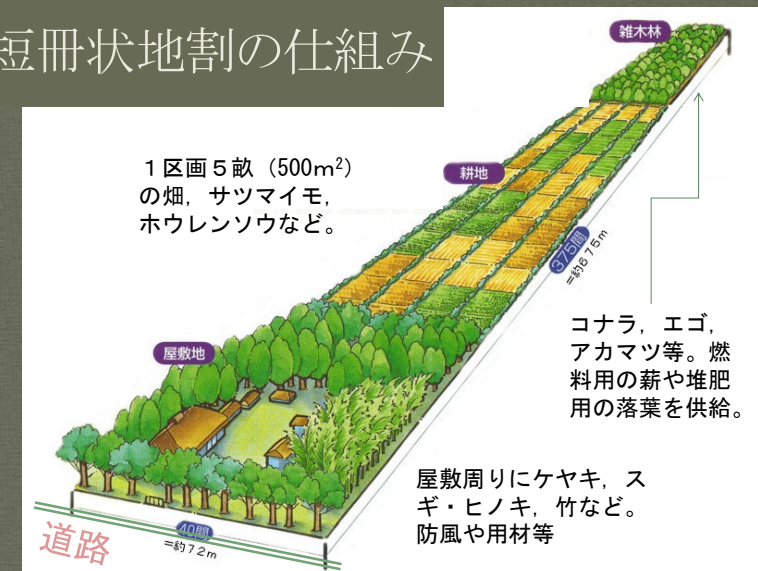 短冊状地割の仕組み
雑木林
１区画５畝（500ｍ²）
の畑，サツマイモ，
ホウレンソウなど。
耕地
375間
=約675m
コナラ，エゴ，
アカマツ等。燃
料用の薪や堆肥
用の落葉を供給。
屋敷地
屋敷周りにケヤキ，ス
ギ・ヒノキ，竹など。
防風や用材等
道路
40間
=約72m